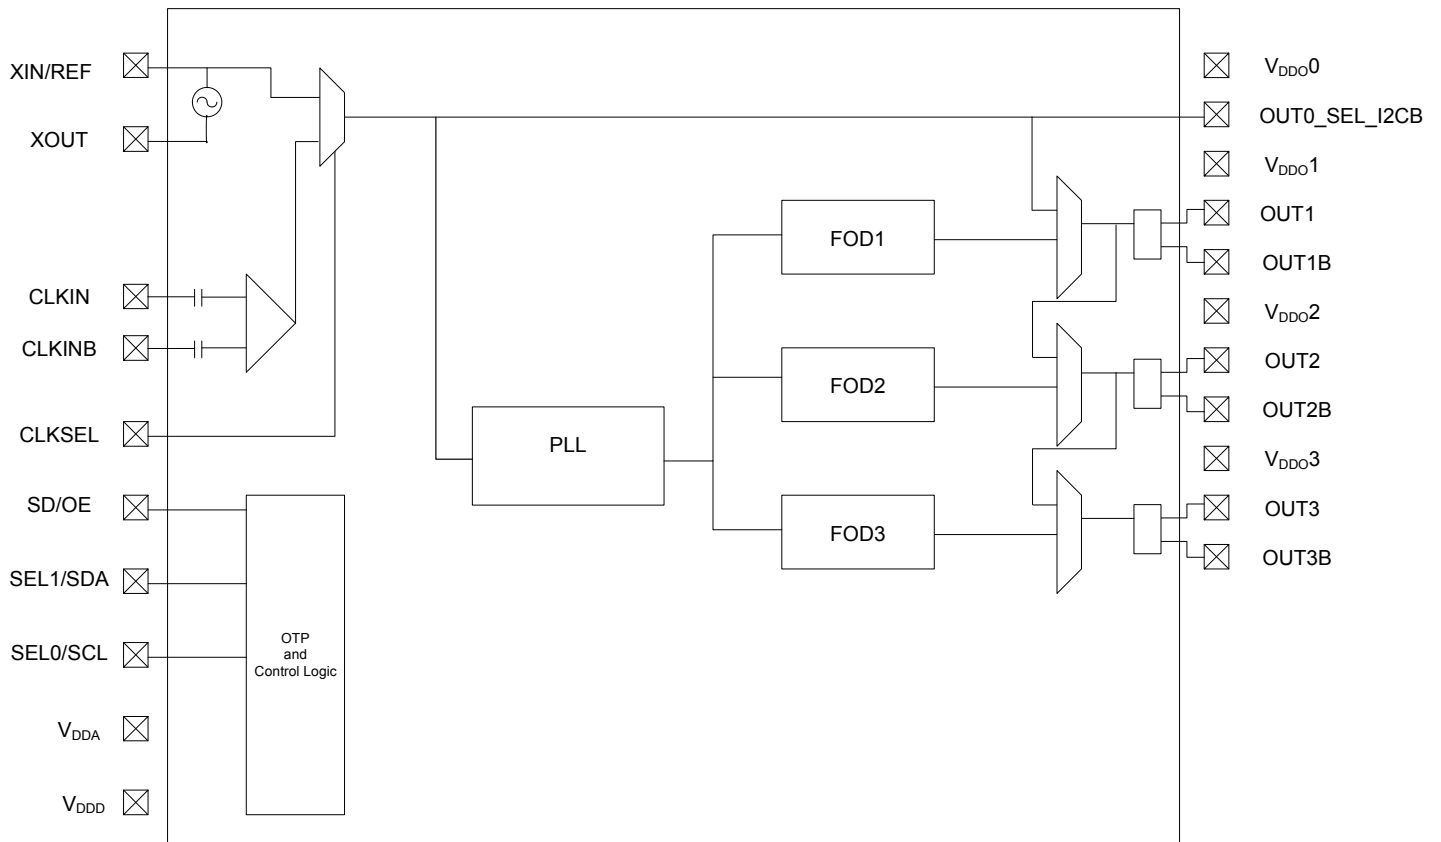 XIN/REF
XOUT
CLKIN
CLKINB
CLKSEL
SD/OE
SEL1/SDA
SEL0/SCL
VDDA
VDDD
OTP
and
Control Logic
PLL
FOD1
FOD2
FOD3
VDDO0
OUT0_SEL_I2CB
VDDO1
OUT1
OUT1B
VDDO2
OUT2
OUT2B
VDDO3
OUT3
OUT3B